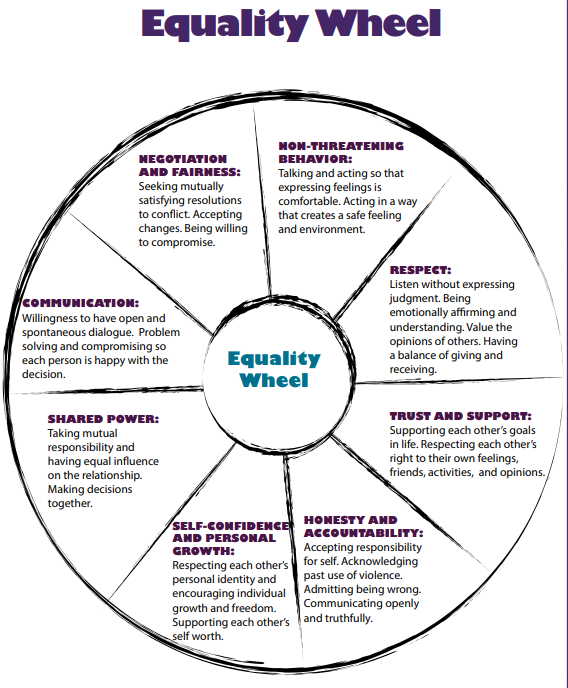 Equality Wheel
NEGOTIATION
AND FAIRNESS:
Seeking mutually
satisfying resolutions
to conflict. Accepting
changes. Being willing
to compromise.
NON-THREATENING
BEHAVIOR:
Talking and acting so that
expressing feelings is
comfortable. Acting in a way
that creates a safe feeling
and environment.
RESPECT:
Listen without expressing
judgment. Being
emotionally affirming and
understanding. Value the
opinions of others. Having
a balance of giving and
receiving.
COMMUNICATION:
Willingness to have open and
spontaneous dialogue. Problem
solving and compromising so
each person is happy with the
decision.
Equality
Wheel
TRUST AND SUPPORT:
Supporting each other's goals
in life. Respecting each other's
right to their own feelings,
friends, activities, and opinions.
SHARED POWER:
Taking mutual
responsibility and
having equal influence
on the relationship.
Making decisions
together.
SELF-CONFIDENCE
AND PERSONAL
GROWTH:
Respecting each other's
personal identity and
encouraging individual
growth and freedom.
Supporting each other's
self worth.
HONESTY AND
ACCOUNTABILITY:
Accepting responsibility
for self. Acknowledging
past use of violence.
Admitting being wrong.
Communicating openly
and truthfully.